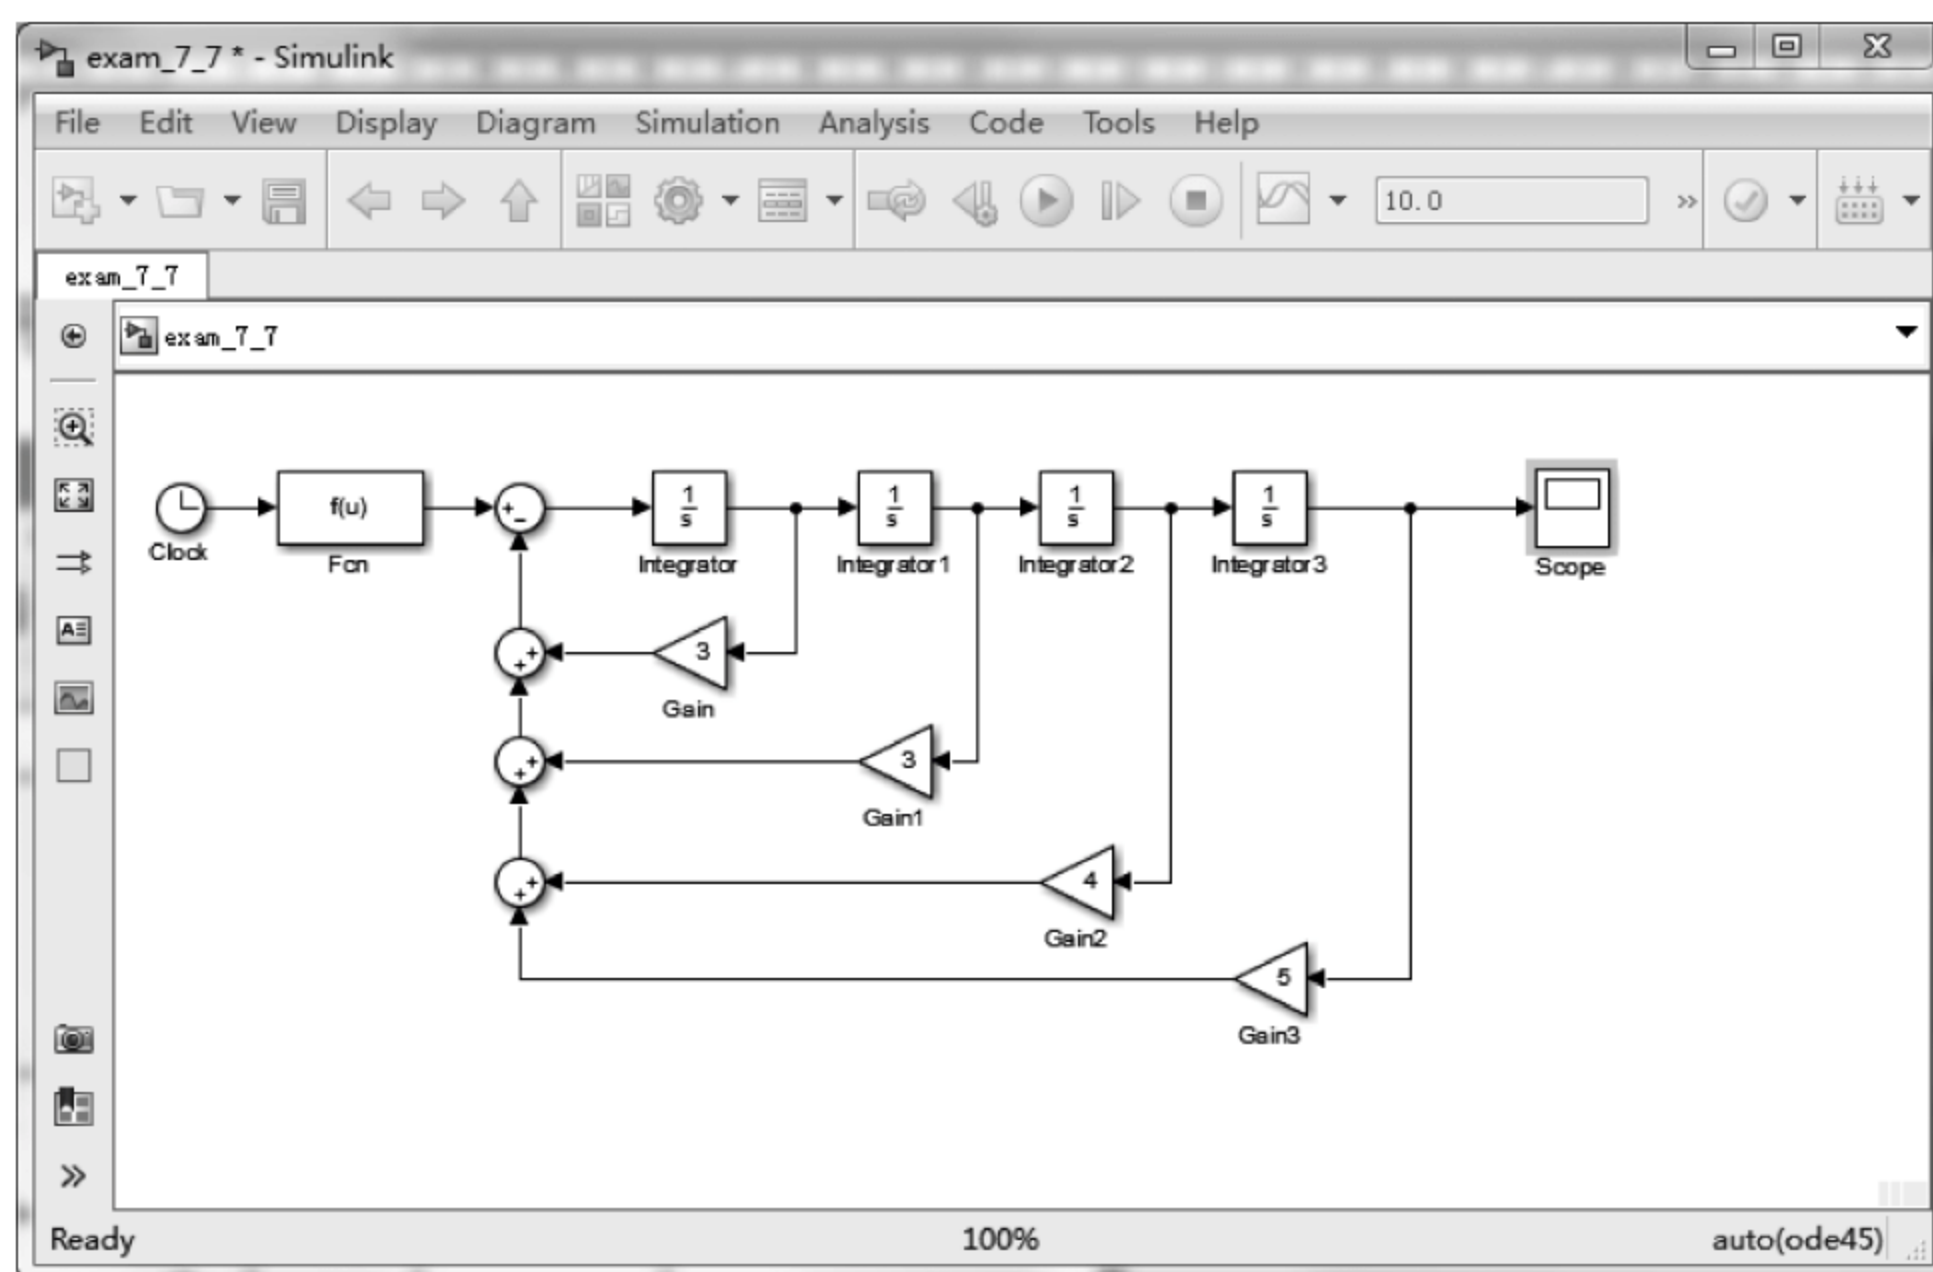 exam_7_7 * - Simulink
File Edit View Display Diagram Simulation Analysis Code Tools Help
10.0 »
exam_7_7
exam_7_7
Clock
f(u)
Fcn
+ −
1/s
Integrator
1/s
Integrator1
1/s
Integrator2
1/s
Integrator3
Scope
+ +
3
Gain
+ +
3
Gain1
+ +
4
Gain2
5
Gain3
»
Ready 100% auto(ode45)